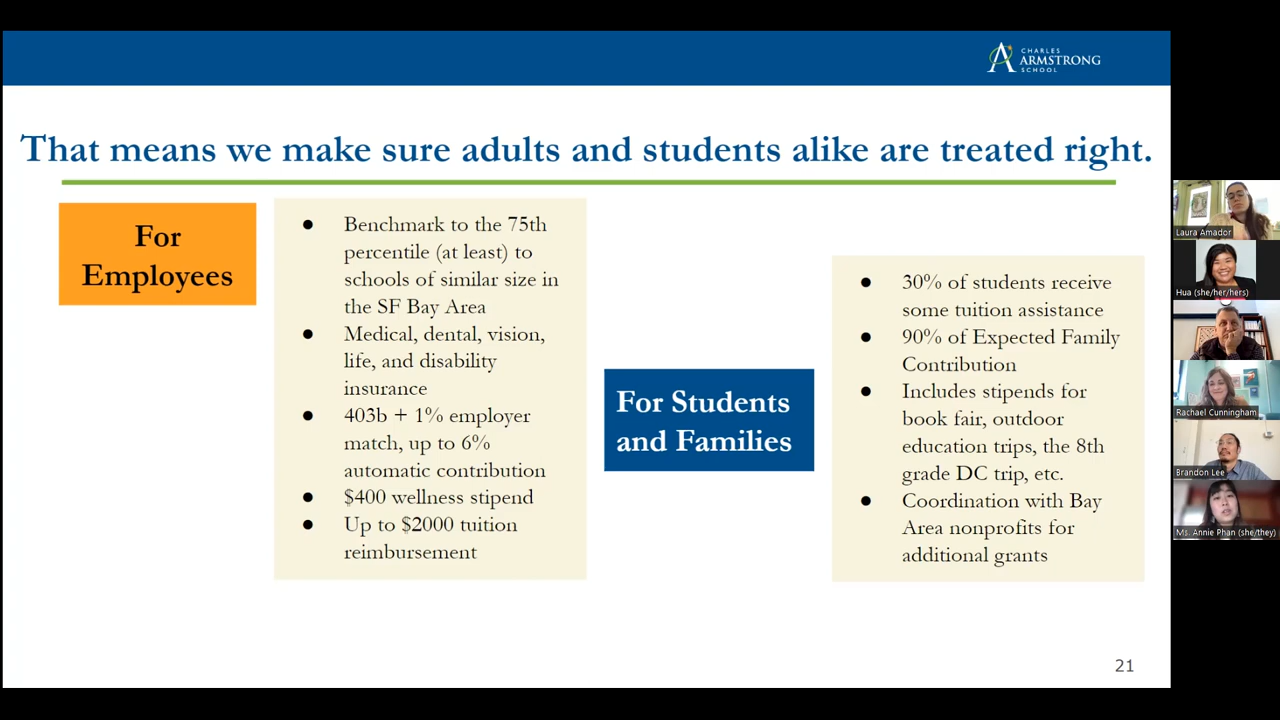 CHARLES
ARMSTRONG
SCHOOL
That means we make sure adults and students alike are treated right.
For
Employees
● Benchmark to the 75th
percentile (at least) to
schools of similar size in
the SF Bay Area
● Medical, dental, vision,
life, and disability
insurance
● 403b + 1% employer
match, up to 6%
automatic contribution
● $400 wellness stipend
● Up to $2000 tuition
reimbursement
For Students
and Families
● 30% of students receive
some tuition assistance
● 90% of Expected Family
Contribution
● Includes stipends for
book fair, outdoor
education trips, the 8th
grade DC trip, etc.
● Coordination with Bay
Area nonprofits for
additional grants
21
Laura Amador
Hua (she/her/hers)
Rachael Cunningham
Brandon Lee
Ms. Annie Phan (she/they)